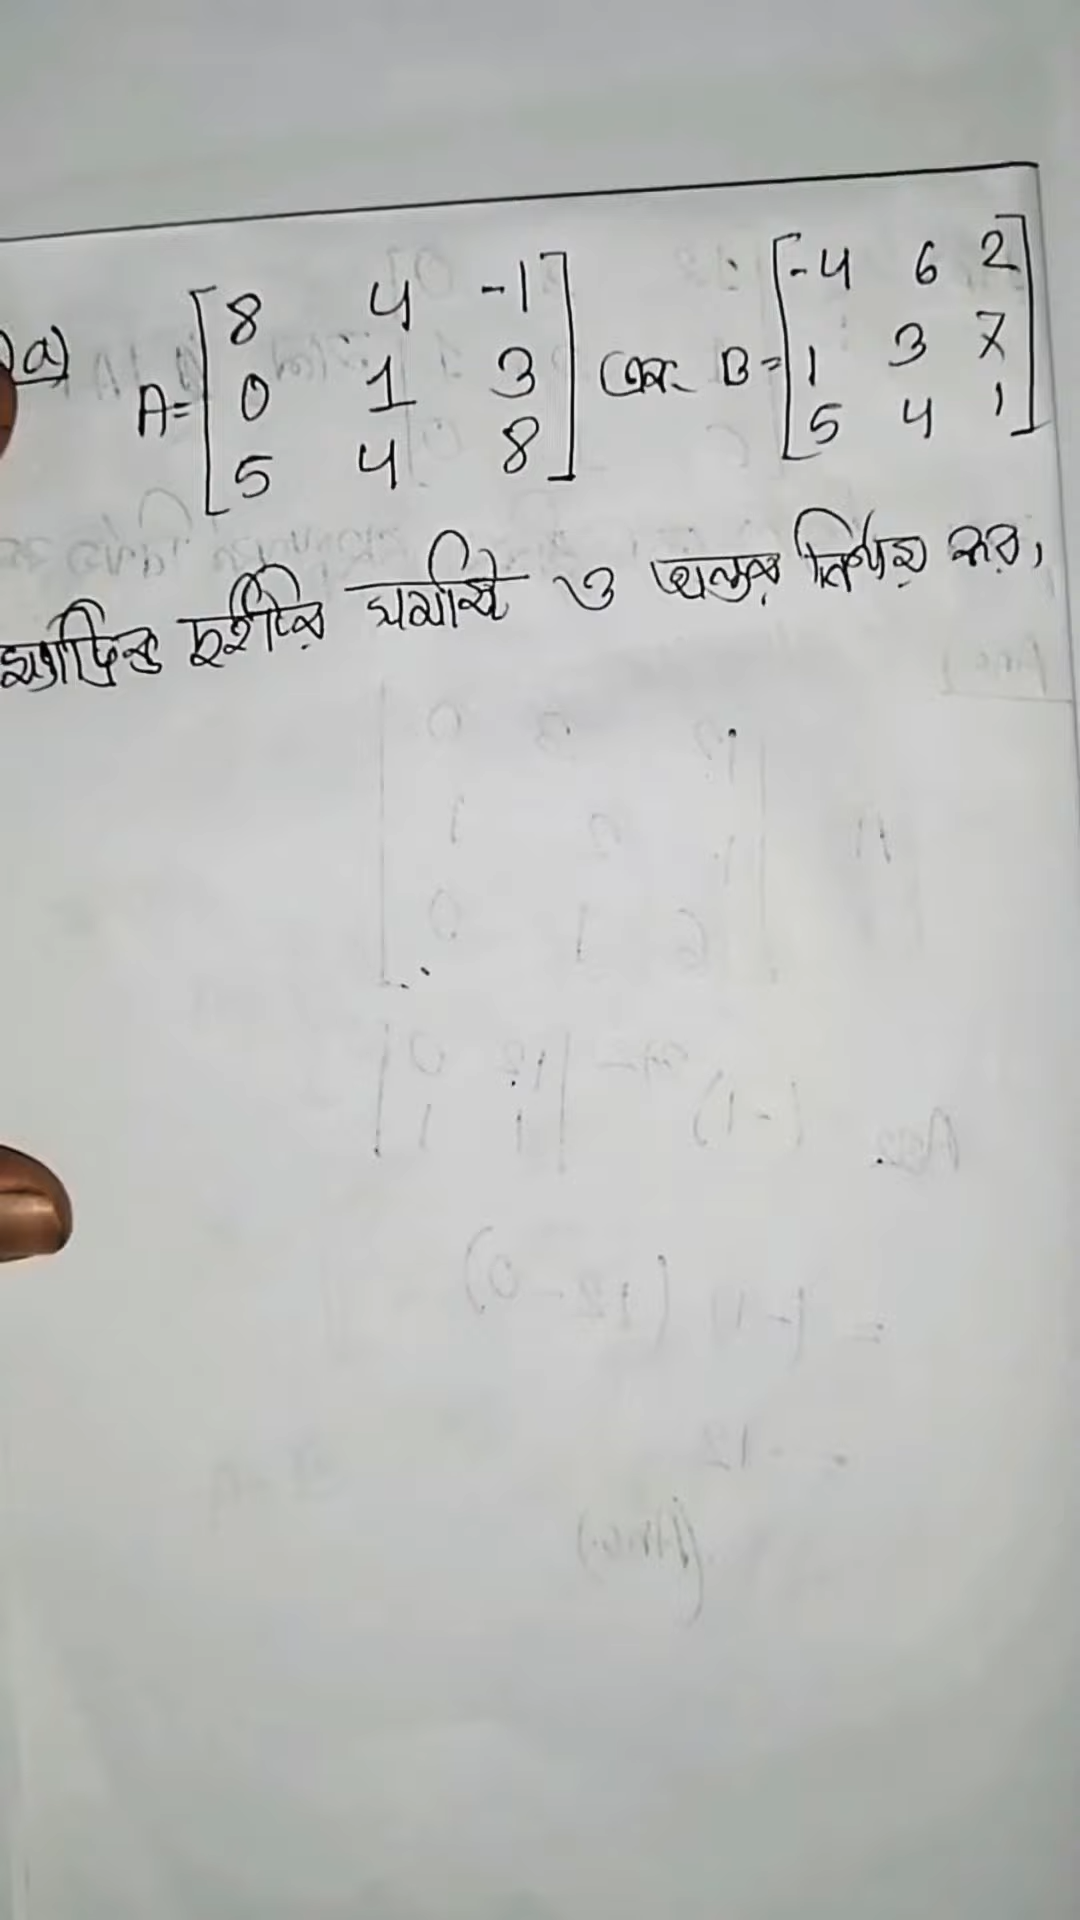 a) A = [8 4 -1 এবং B = [-4 6 2
0 1 3 1 3 7
5 4 8] 5 4 1]
ম্যাট্রিক্স দুইটির সমষ্টি ও অন্তর নির্ণয় কর,